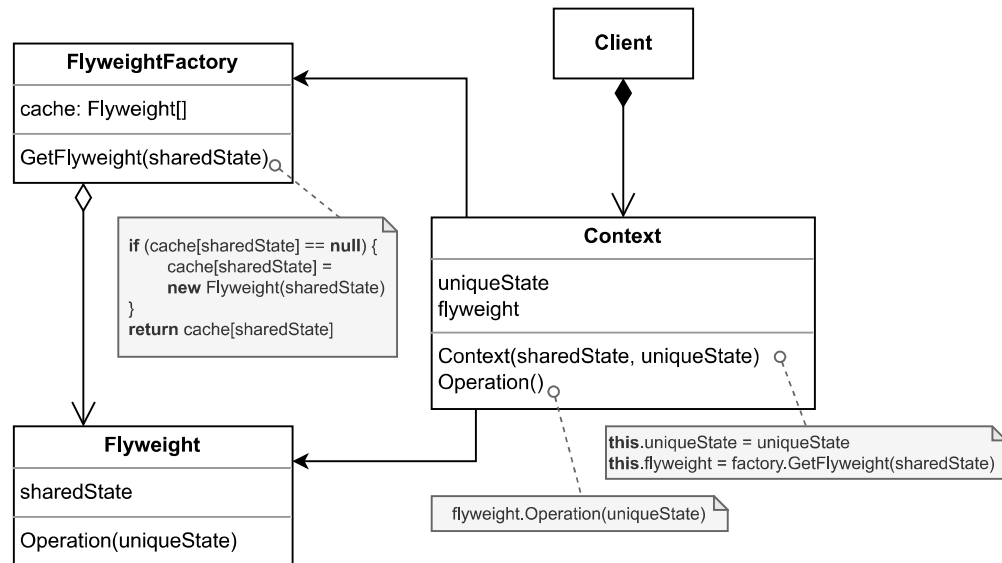 FlyweightFactory
cache: Flyweight[]
GetFlyweight(sharedState)
if (cache[sharedState] == null) {
cache[sharedState] =
new Flyweight(sharedState)
}
return cache[sharedState]
Client
Context
uniqueState
flyweight
Context(sharedState, uniqueState)
Operation()
this.uniqueState = uniqueState
this.flyweight = factory.GetFlyweight(sharedState)
flyweight.Operation(uniqueState)
Flyweight
sharedState
Operation(uniqueState)